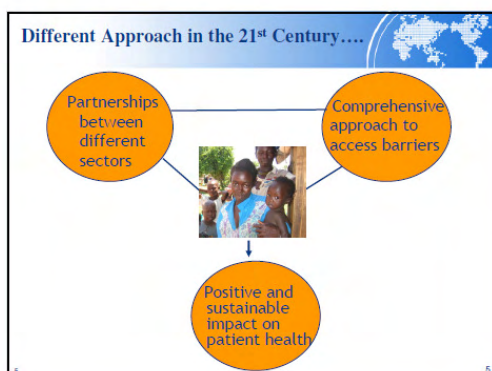 Different Approach in the 21st Century....
Partnerships
between
different
sectors
Comprehensive
approach to
access barriers
Positive and
sustainable
impact on
patient health
5